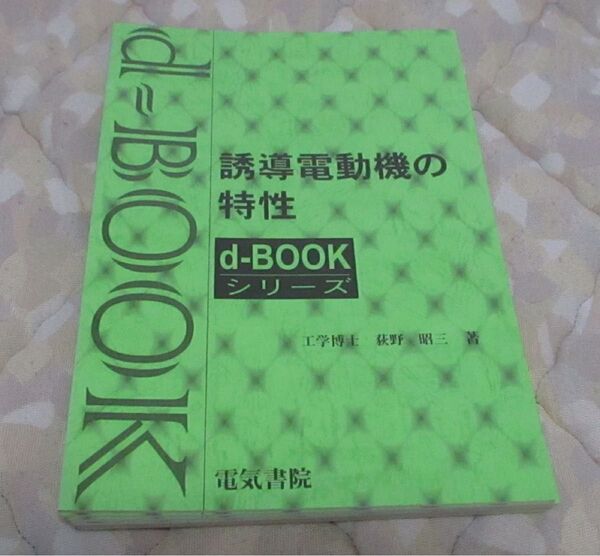 d-BOOK
誘導電動機の
特性
d-BOOK
シリーズ
工学博士 荻野 昭三 著
電気書院